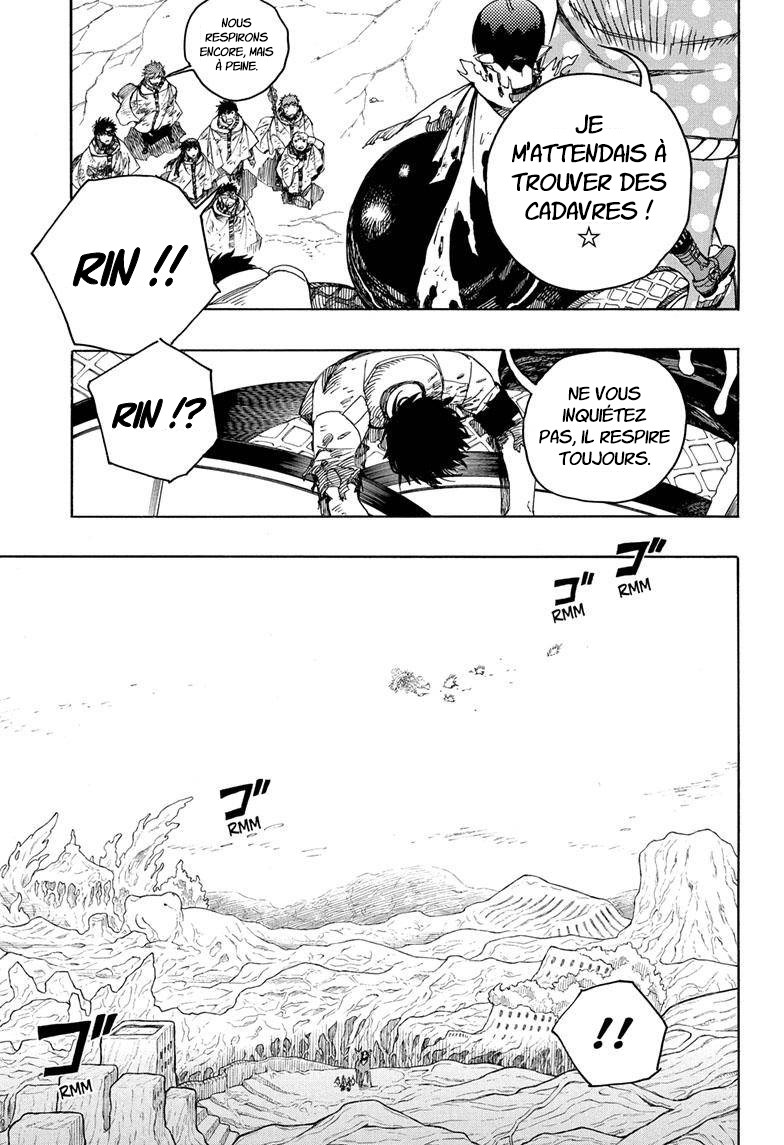 JE
M'ATTENDAIS À
TROUVER DES
CADAVRES !
☆
NOUS
RESPIRONS
ENCORE, MAIS
À PEINE.
RIN !!
NE VOUS
INQUIÉTEZ
PAS, IL RESPIRE
TOUJOURS.
RIN !?
ゴ
RMM
ゴ
RMM
ゴ
RMM
!!
ゴ
RMM